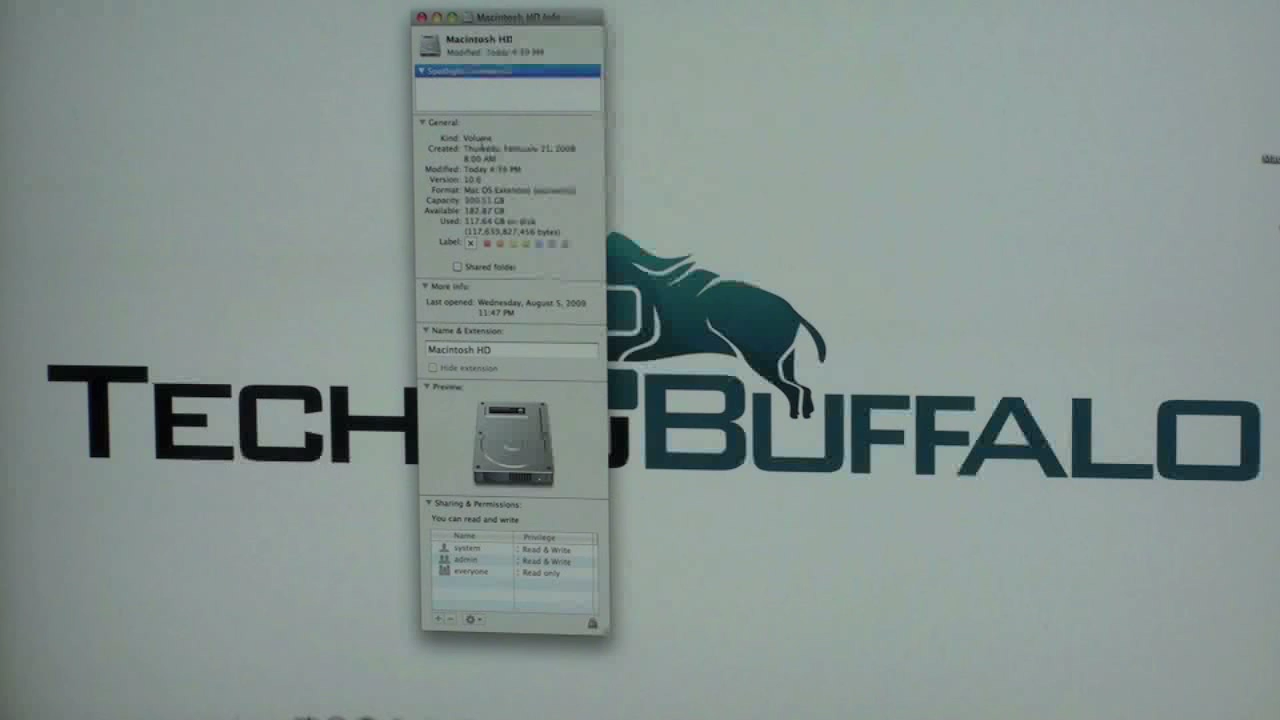 Macintosh HD Info
Macintosh HD
Modified: Today 4:59 PM
Spotlight
General:
Kind: Volume
Created: Thursday, February 21, 2008
8:00 AM
Modified: Today 4:59 PM
Version: 10.6
Format: Mac OS Extended
Capacity:
Available: 182.87 GB
Used: 117.64 GB on disk
Label:
Shared folder
More Info:
Last opened: Wednesday, August 5, 2009
11:47 PM
Name & Extension:
Macintosh HD
Hide extension
Preview:
TECH
BUFFALO
Sharing & Permissions:
You can read and write
Name Privilege
system Read & Write
admin Read & Write
everyone Read only